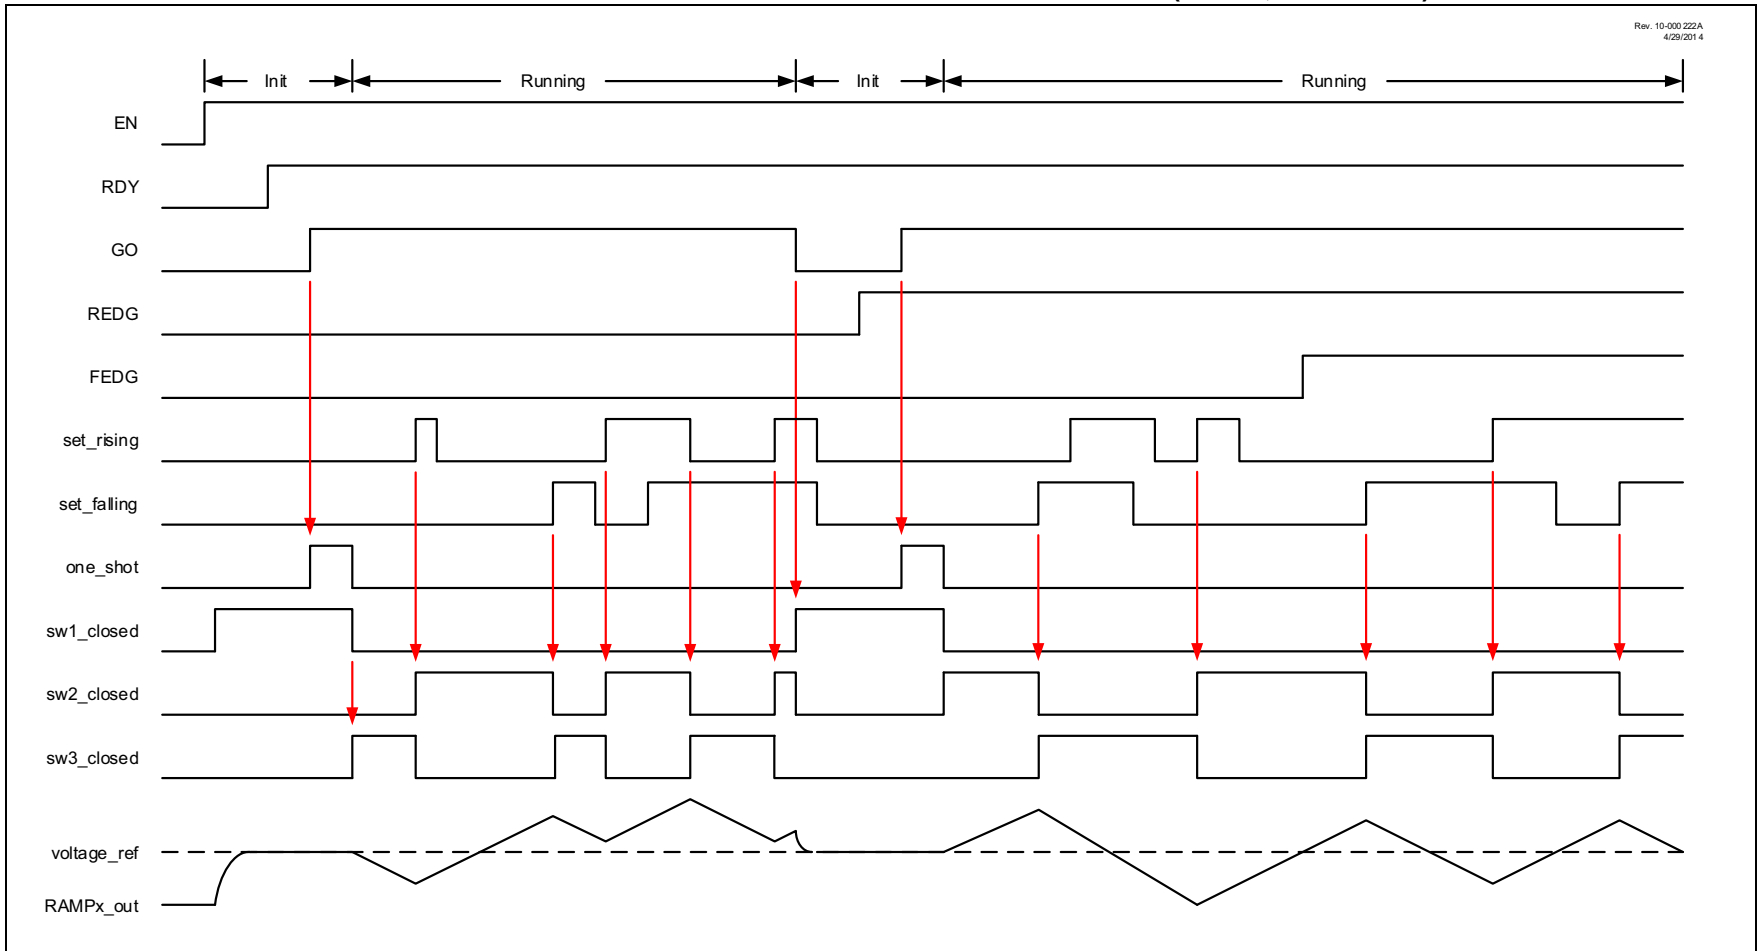 Rev. 10-000 222A
4/29/2014
Init
Running
Init
Running
EN
RDY
GO
REDG
FEDG
set_rising
set_falling
one_shot
sw1_closed
sw2_closed
sw3_closed
voltage_ref
RAMPx_out